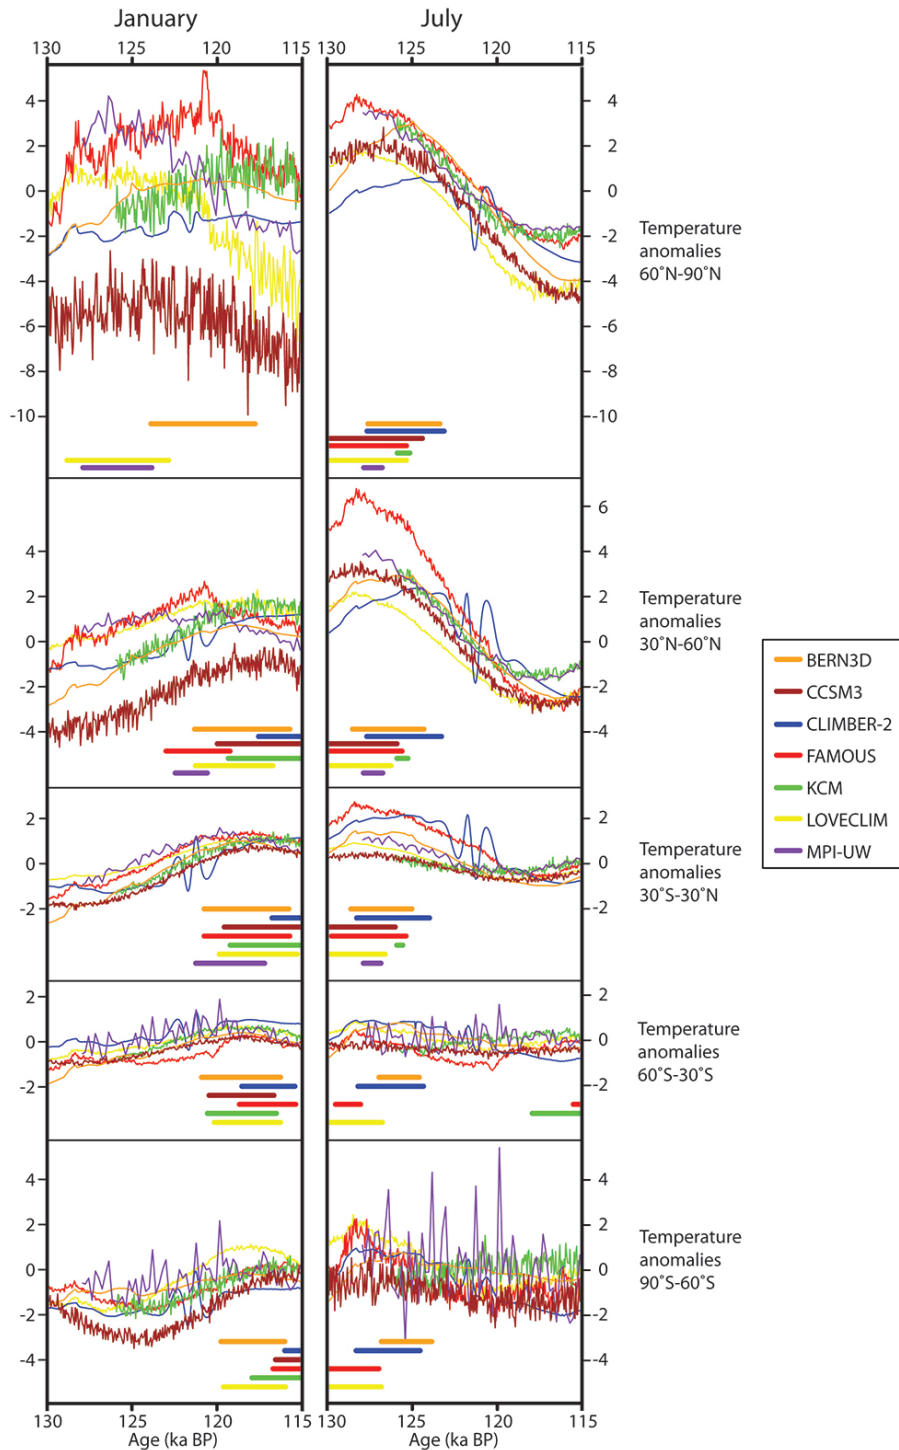 January July
130 125 120 115 130 125 120 115
4 4
2 2
0 0
-2 -2
Temperature
anomalies
60˚N-90˚N
-4 -4
-6 -6
-8 -8
-10 -10
6
4 4
2 2
0 0
-2 -2
-4 -4
Temperature
anomalies
30˚N-60˚N
BERN3D
CCSM3
CLIMBER-2
FAMOUS
KCM
LOVECLIM
MPI-UW
2 2
0 0
-2 -2
Temperature
anomalies
30˚S-30˚N
2 2
0 0
-2 -2
Temperature
anomalies
60˚S-30˚S
4 4
2 2
0 0
-2 -2
-4 -4
Temperature
anomalies
90˚S-60˚S
130 125 120 115 130 125 120 115
Age (ka BP) Age (ka BP)